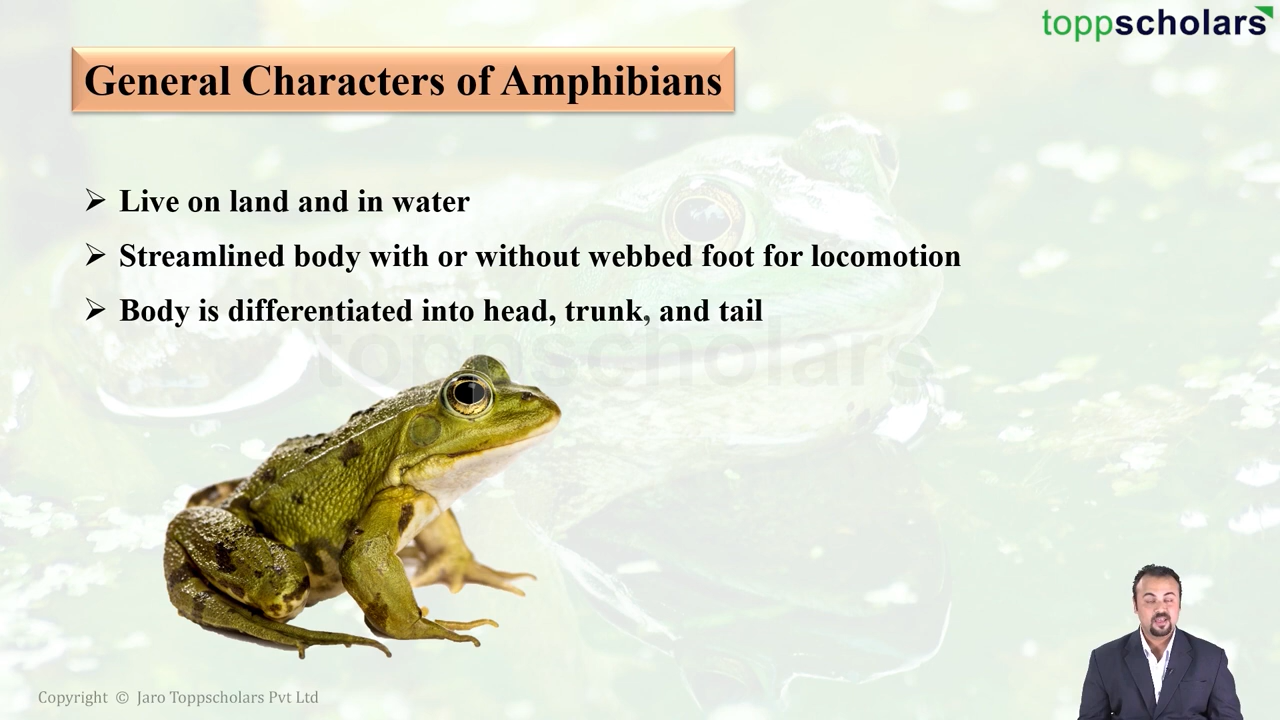 toppscholars
General Characters of Amphibians
➢ Live on land and in water
➢ Streamlined body with or without webbed foot for locomotion
➢ Body is differentiated into head, trunk, and tail
toppscholars
Copyright © Jaro Toppscholars Pvt Ltd